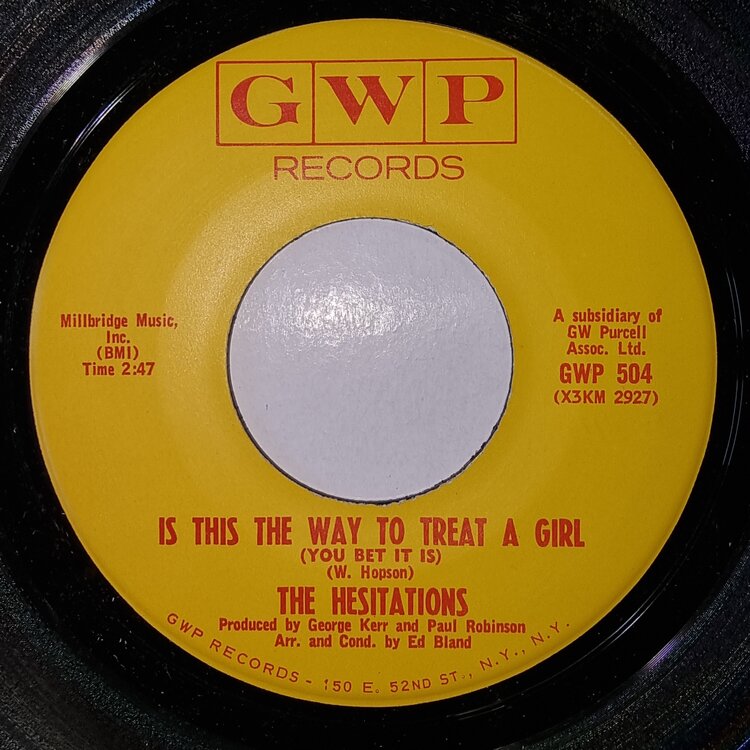 GWP
RECORDS
Millbridge Music,
Inc.
(BMI)
Time 2:47
A subsidiary of
GW Purcell
Assoc. Ltd.
GWP 504
(X3KM 2927)
IS THIS THE WAY TO TREAT A GIRL
(YOU BET IT IS)
(W. Hopson)
THE HESITATIONS
Produced by George Kerr and Paul Robinson
Arr. and Cond. by Ed Bland
GWP RECORDS - 150 E. 52ND ST., N.Y., N.Y.